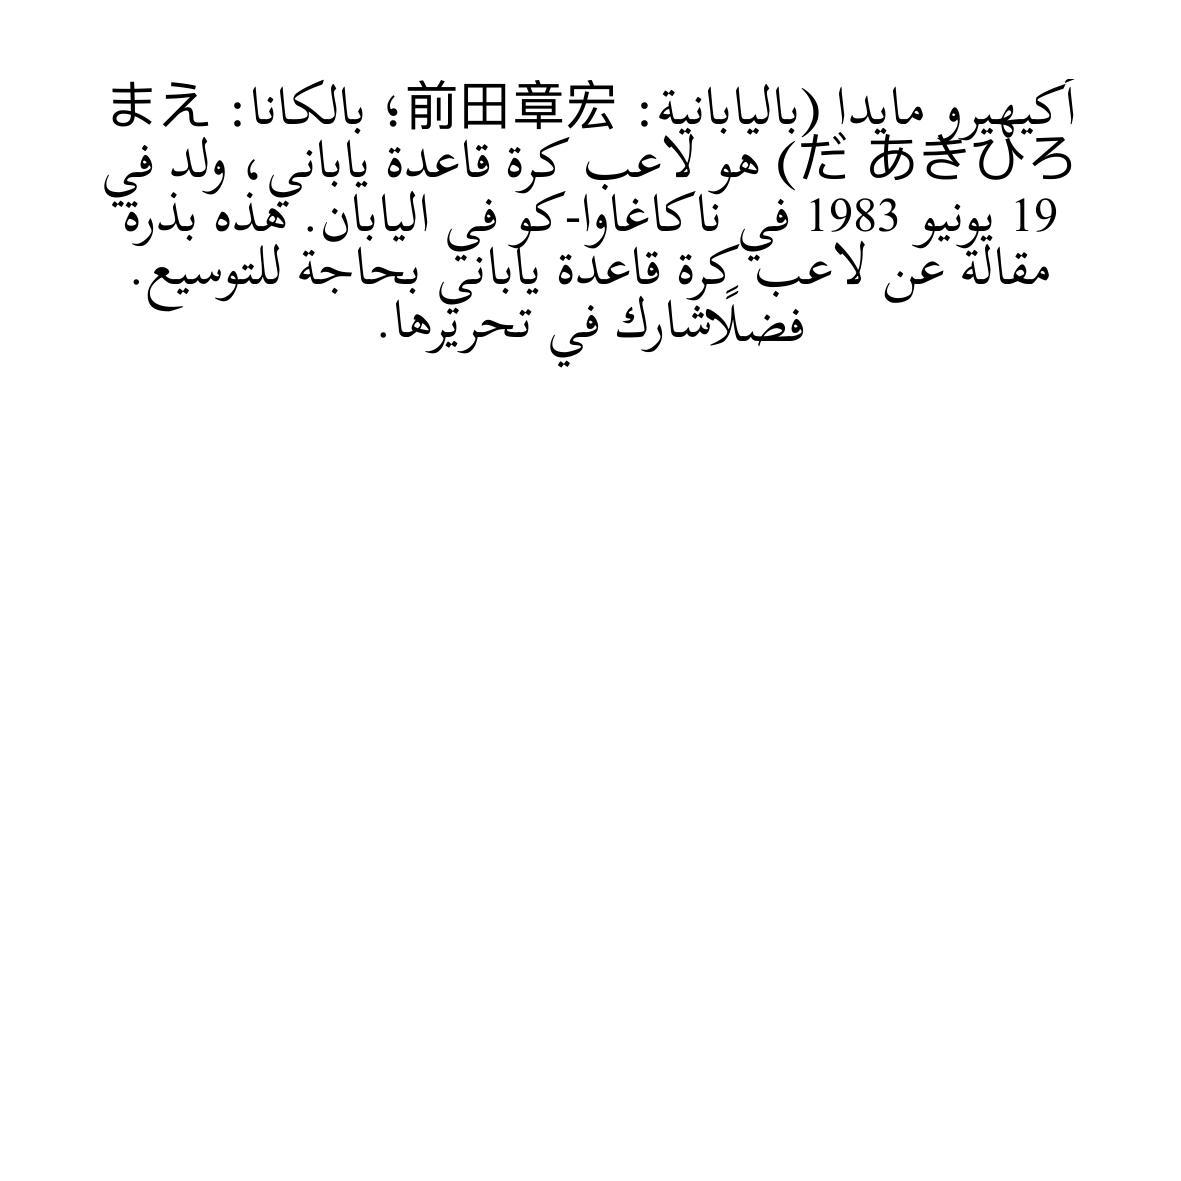 أكيهيرو مايدا (باليابانية: 前田章宏؛ بالكانا: まえ
だ あきひろ) هو لاعب كرة قاعدة ياباني، ولد في
19 يونيو 1983 في ناكاغاوا-كو في اليابان. هذه بذرة
مقالة عن لاعب كرة قاعدة ياباني بحاجة للتوسيع.
فضلًاشارك في تحريرها.